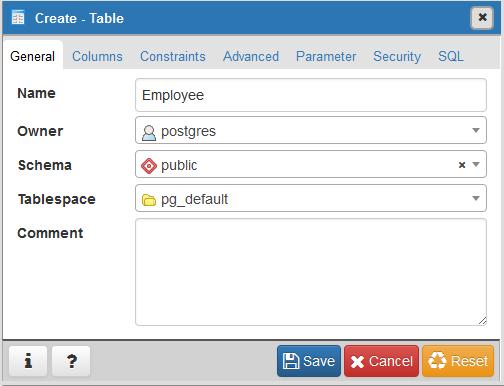 Create - Table
General Columns Constraints Advanced Parameter Security SQL
Name Employee
Owner postgres
Schema public
Tablespace pg_default
Comment
i ? Save Cancel Reset